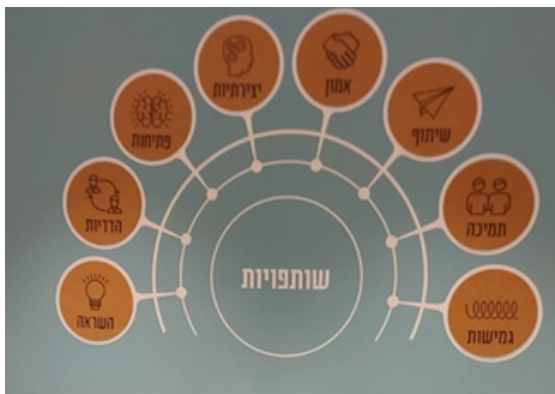 גמישות
תמיכה
שיתוף
אמון
יצירתיות
פתיחות
הדדיות
השראה
שותפויות